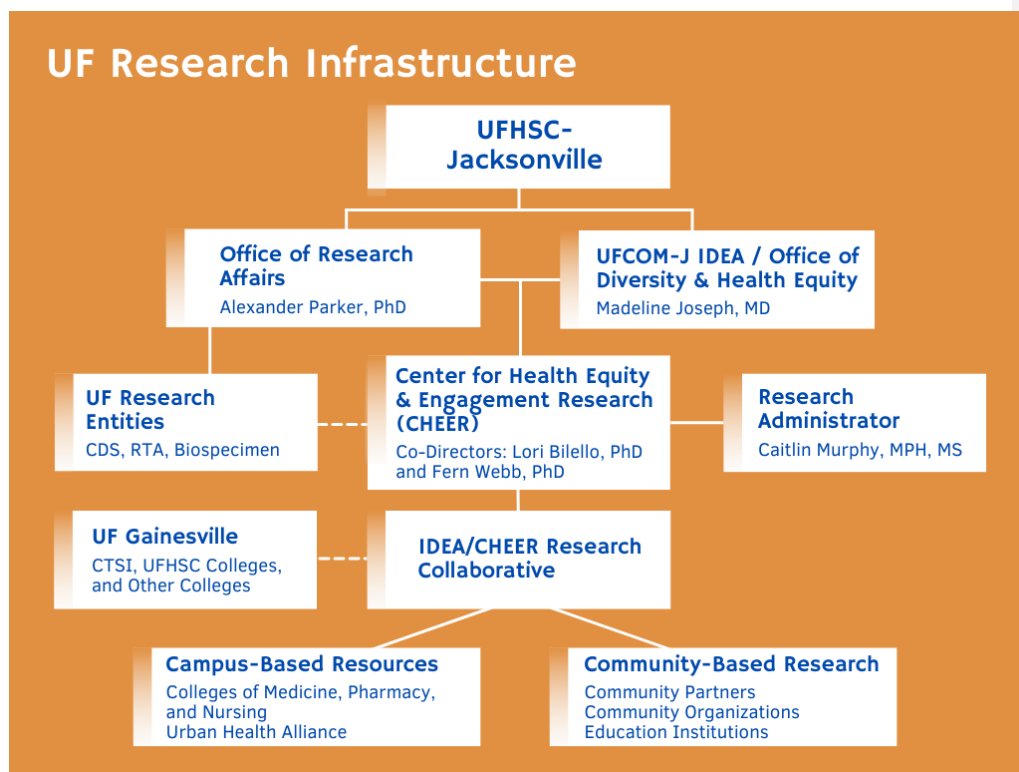 UF Research Infrastructure
UFHSC-
Jacksonville
Office of Research
Affairs
Alexander Parker, PhD
UFCOM-J IDEA / Office of
Diversity & Health Equity
Madeline Joseph, MD
UF Research
Entities
CDS, RTA, Biospecimen
Center for Health Equity
& Engagement Research
(CHEER)
Co-Directors: Lori Bilello, PhD
and Fern Webb, PhD
Research
Administrator
Caitlin Murphy, MPH, MS
UF Gainesville
CTSI, UFHSC Colleges,
and Other Colleges
IDEA/CHEER Research
Collaborative
Campus-Based Resources
Colleges of Medicine, Pharmacy,
and Nursing
Urban Health Alliance
Community-Based Research
Community Partners
Community Organizations
Education Institutions